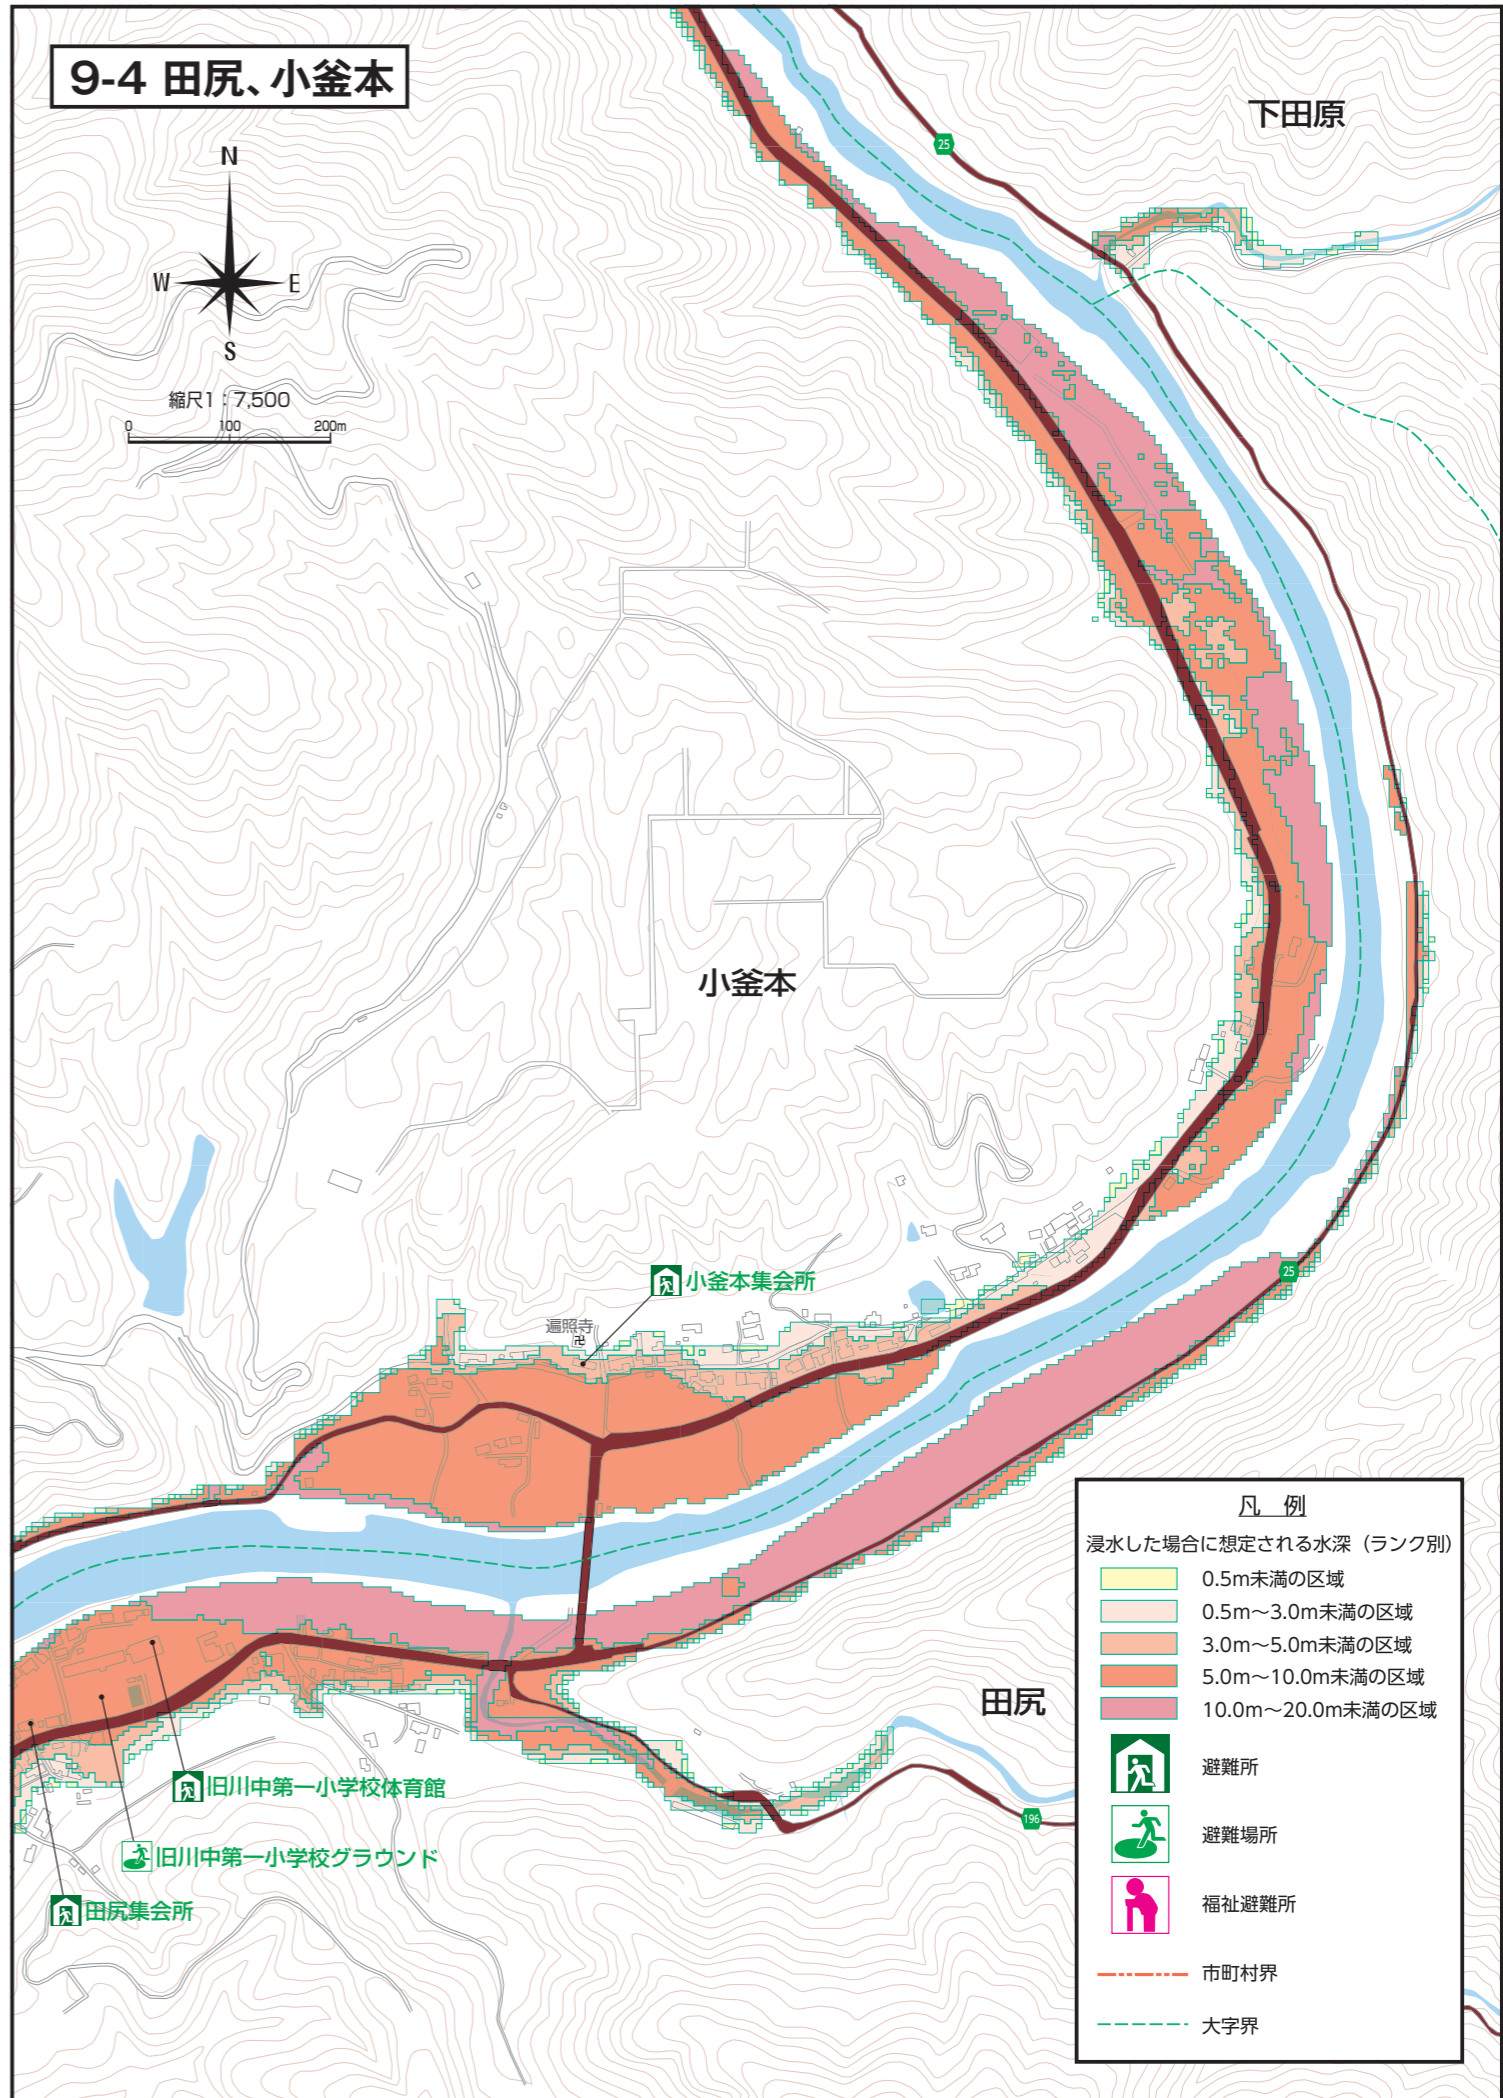 9-4 田尻、小釜本
下田原
25
N
W
E
S
縮尺1：7,500
0 100 200m
小釜本
小釜本集会所
遍照寺
卍
25
凡 例
浸水した場合に想定される水深（ランク別）
0.5m未満の区域
0.5m～3.0m未満の区域
3.0m～5.0m未満の区域
5.0m～10.0m未満の区域
10.0m～20.0m未満の区域
避難所
避難場所
福祉避難所
市町村界
大字界
田尻
196
旧川中第一小学校体育館
旧川中第一小学校グラウンド
田尻集会所